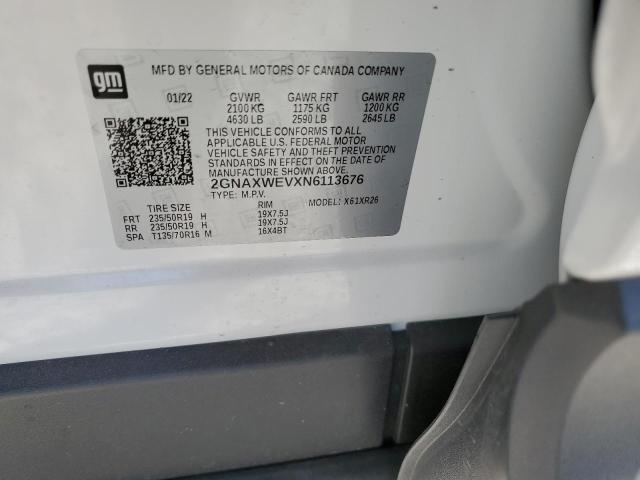 gm
MFD BY GENERAL MOTORS OF CANADA COMPANY
01/22 GVWR GAWR FRT GAWR RR
2100 KG 1175 KG 1200 KG
4630 LB 2590 LB 2645 LB
THIS VEHICLE CONFORMS TO ALL
APPLICABLE U.S. FEDERAL MOTOR
VEHICLE SAFETY AND THEFT
PREVENTION STANDARDS IN
EFFECT ON THE DATE OF
MANUFACTURE SHOWN ABOVE.
2GNAXWEVXN6113676
TYPE: M.P.V. MODEL: X61XR26
TIRE SIZE RIM
FRT 235/50R19 H 19X7.5J
RR 235/50R19 H 19X7.5J
SPA T135/70R16 M 16X4BT